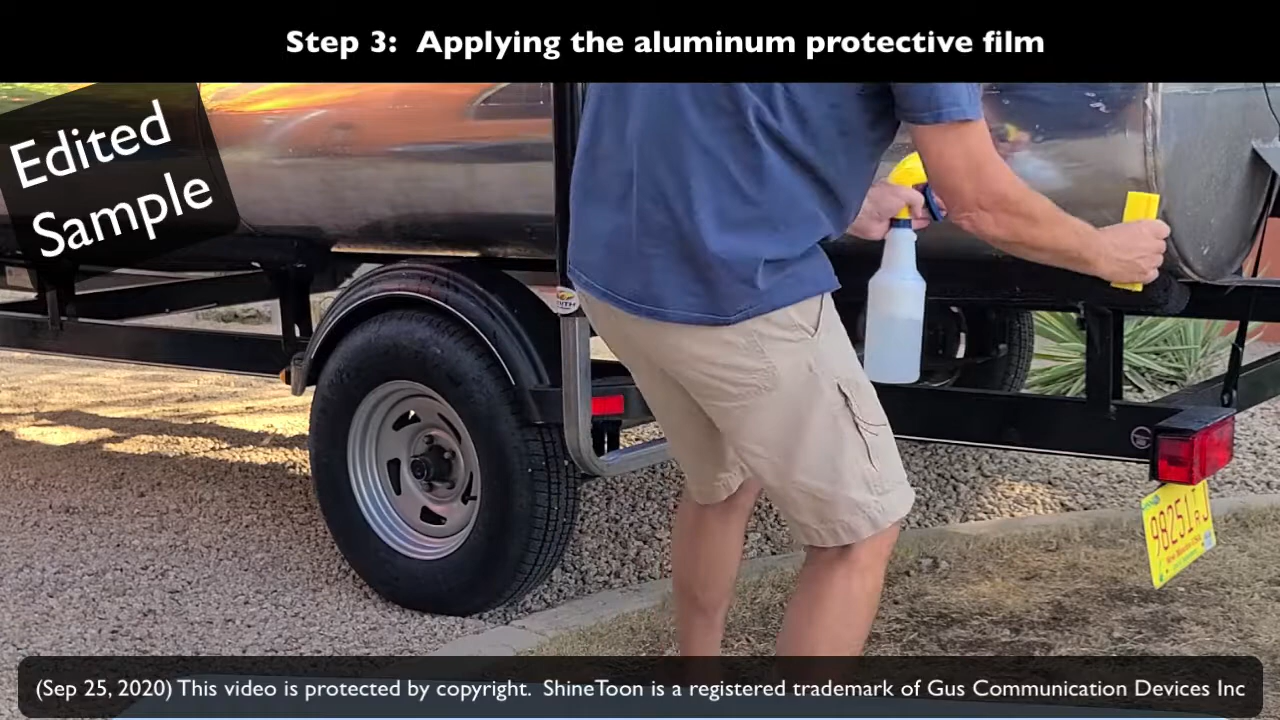 Step 3:  Applying the aluminum protective film
Edited
Sample
98251
(Sep 25, 2020) This video is protected by copyright.  ShineToon is a registered trademark of Gus Communication Devices Inc